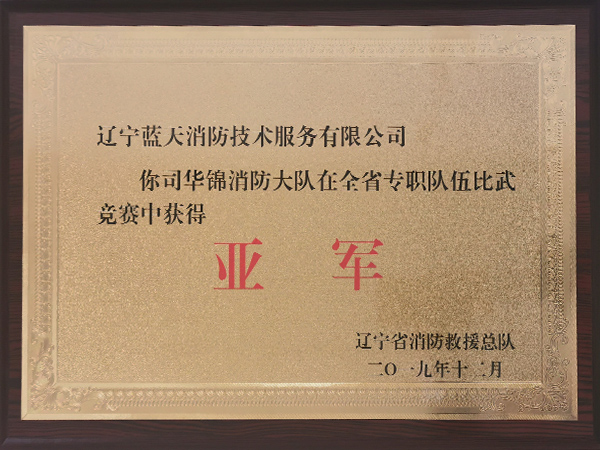 辽宁蓝天消防技术服务有限公司
你司华锦消防大队在全省专职队伍比武
竞赛中获得
亚军
辽宁省消防救援总队
二〇一九年十二月